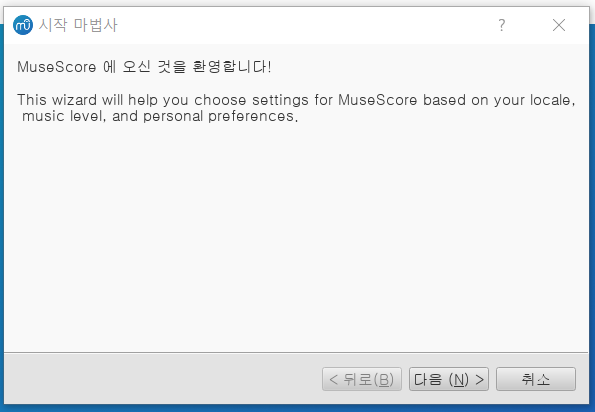 시작 마법사
MuseScore 에 오신 것을 환영합니다!
This wizard will help you choose settings for MuseScore based on your locale,
music level, and personal preferences.
< 뒤로(B) 다음 (N) > 취소